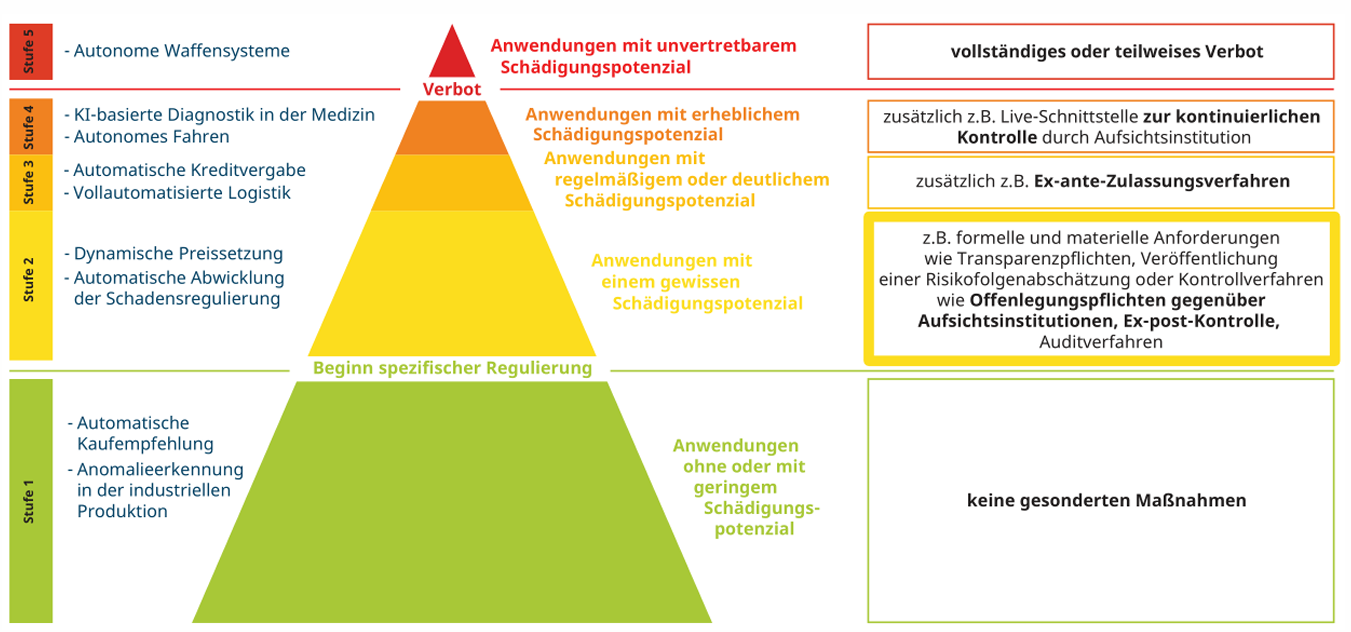 Stufe 5
- Autonome Waffensysteme
Anwendungen mit unvertretbarem
Schädigungspotenzial
vollständiges oder teilweises Verbot
Verbot
Stufe 4
- KI-basierte Diagnostik in der Medizin
- Autonomes Fahren
Anwendungen mit erheblichem
Schädigungspotenzial
zusätzlich z.B. Live-Schnittstelle zur kontinuierlichen
Kontrolle durch Aufsichtsinstitution
Stufe 3
- Automatische Kreditvergabe
- Vollautomatisierte Logistik
Anwendungen mit
regelmäßigem oder deutlichem
Schädigungspotenzial
zusätzlich z.B. Ex-ante-Zulassungsverfahren
Stufe 2
- Dynamische Preissetzung
- Automatische Abwicklung
der Schadensregulierung
Anwendungen mit
einem gewissen
Schädigungspotenzial
z.B. formelle und materielle Anforderungen
wie Transparenzpflichten, Veröffentlichung
einer Risikofolgenabschätzung oder Kontrollverfahren
wie Offenlegungspflichten gegenüber
Aufsichtsinstitutionen, Ex-post-Kontrolle,
Auditverfahren
Beginn spezifischer Regulierung
Stufe 1
- Automatische
Kaufempfehlung
- Anomalieerkennung
in der industriellen
Produktion
Anwendungen
ohne oder mit
geringem
Schädigungs-
potenzial
keine gesonderten Maßnahmen